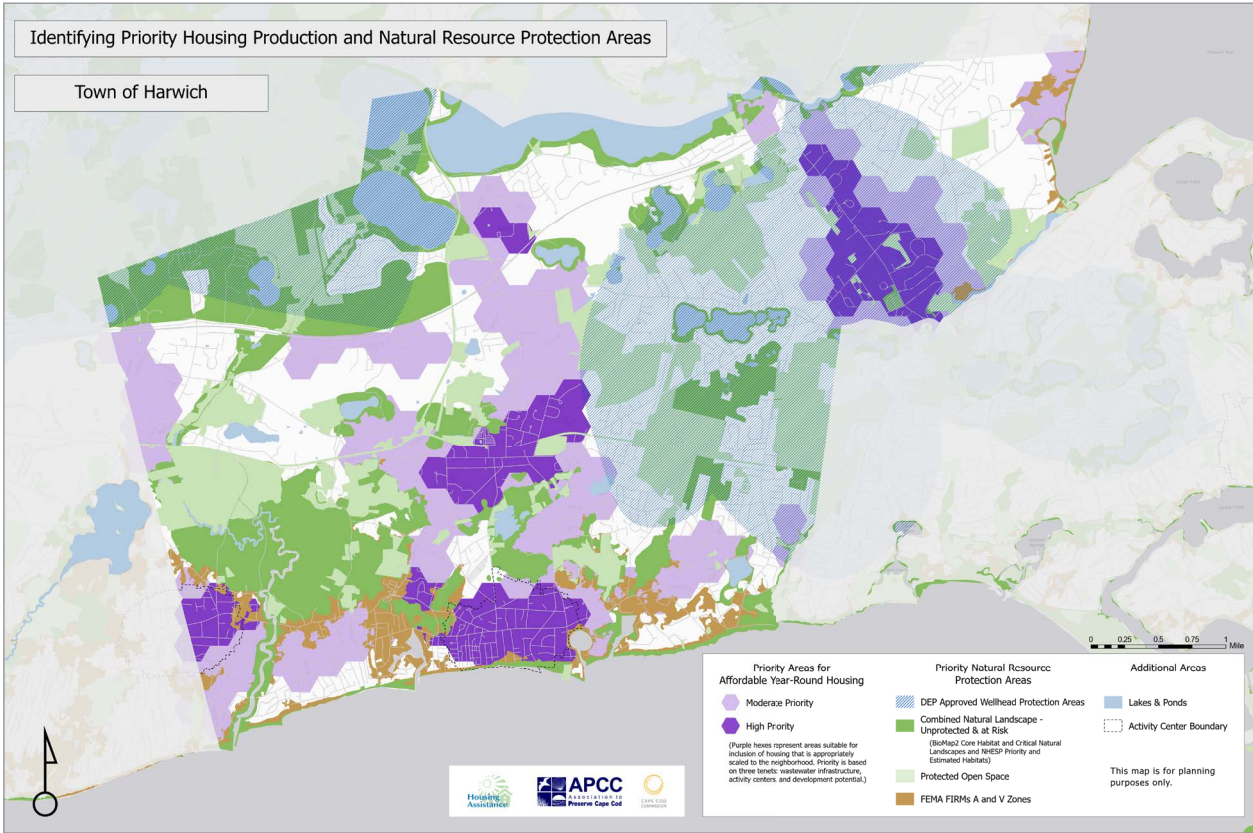 Identifying Priority Housing Production and Natural Resource Protection Areas
Town of Harwich
0 0.25 0.5 0.75 1
Mile
Priority Areas for
Affordable Year-Round Housing
Moderate Priority
High Priority
(Purple hexes represent areas suitable for
inclusion of housing that is appropriately
scaled to the neighborhood. Priority is based
on three tenets: wastewater infrastructure,
activity centers, and development potential.)
Priority Natural Resource
Protection Areas
DEP Approved Wellhead Protection Areas
Combined Natural Landscape -
Unprotected & at Risk
(BioMap2 Core Habitat and Critical Natural
Landscapes and NHESP Priority and
Estimated Habitats)
Protected Open Space
FEMA FIRMs A and V Zones
Additional Areas
Lakes & Ponds
Activity Center Boundary
This map is for planning
purposes only.
Housing
Assistance
APCC
Association to
Preserve Cape Cod
CAPE COD
COMMISSION